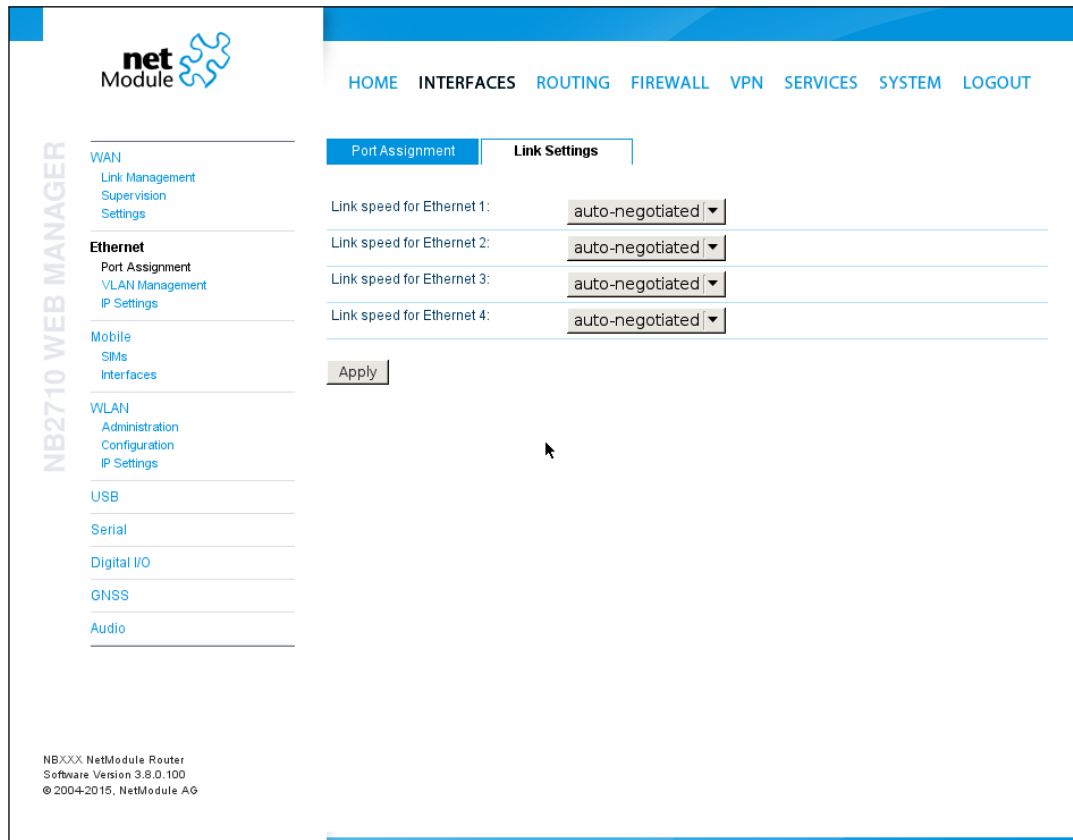 net
Module
HOME INTERFACES ROUTING FIREWALL VPN SERVICES SYSTEM LOGOUT
NB2710 WEB MANAGER
WAN
Link Management
Supervision
Settings
Ethernet
Port Assignment
VLAN Management
IP Settings
Mobile
SIMs
Interfaces
WLAN
Administration
Configuration
IP Settings
USB
Serial
Digital I/O
GNSS
Audio
Port Assignment Link Settings
Link speed for Ethernet 1: auto-negotiated
Link speed for Ethernet 2: auto-negotiated
Link speed for Ethernet 3: auto-negotiated
Link speed for Ethernet 4: auto-negotiated
Apply
NBXXX NetModule Router
Software Version 3.8.0.100
© 2004-2015, NetModule AG